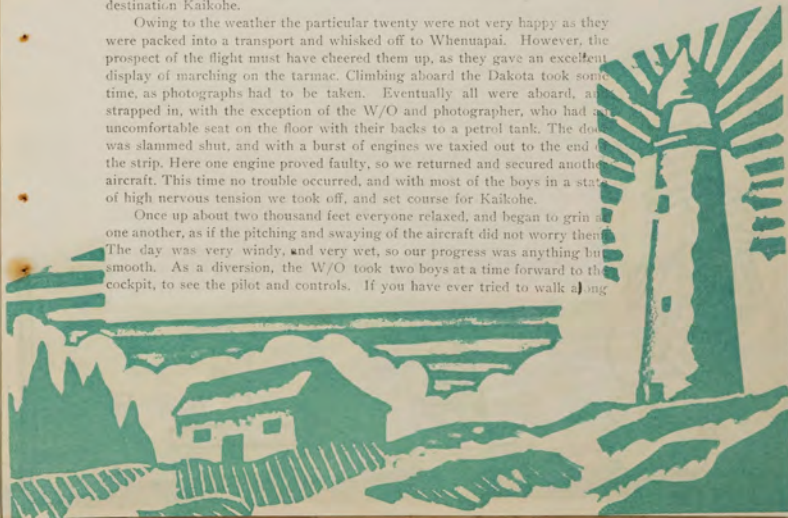 destination Kaikohe.
Owing to the weather the particular twenty were not very happy as they
were packed into a transport and whisked off to Whenuapai. However, the
prospect of the flight must have cheered them up, as they gave an excellent
display of marching on the tarmac. Climbing aboard the Dakota took some
time, as photographs had to be taken. Eventually all were aboard,
strapped in, with the exception of the W/O and photographer, who had
uncomfortable seat on the floor with their backs to a petrol tank. The
was slammed shut, and with a burst of engines we taxied out to the end
the strip. Here one engine proved faulty, so we returned and secured another
aircraft. This time no trouble occurred, and with most of the boys in a state
of high nervous tension we took off, and set course for Kaikohe.
Once up about two thousand feet everyone relaxed, and began to grin
one another, as if the pitching and swaying of the aircraft did not worry them.
The day was very windy, and very wet, so our progress was anything but
smooth. As a diversion, the W/O took two boys at a time forward to the
cockpit, to see the pilot and controls. If you have ever tried to walk along